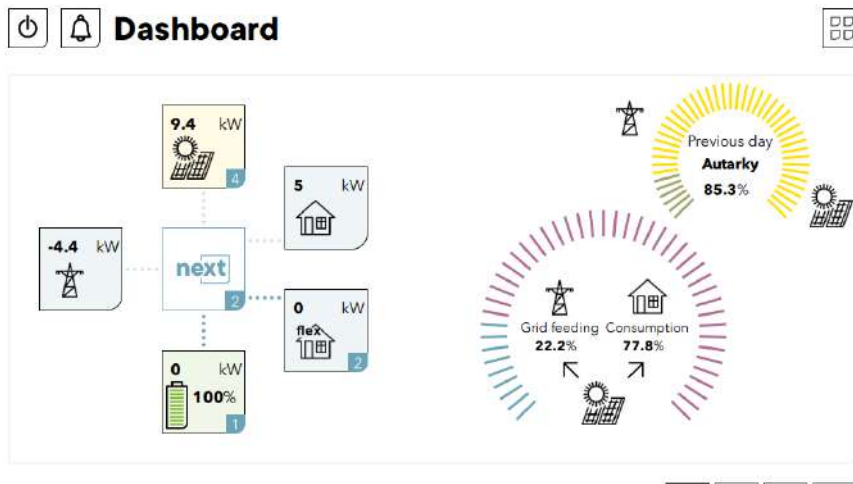 Dashboard
9.4 kW
4
5 kW
-4.4 kW
next
2
0 kW
flex
2
0 kW
100%
1
Previous day
Autarky
85.3%
Grid feeding Consumption
22.2% 77.8%